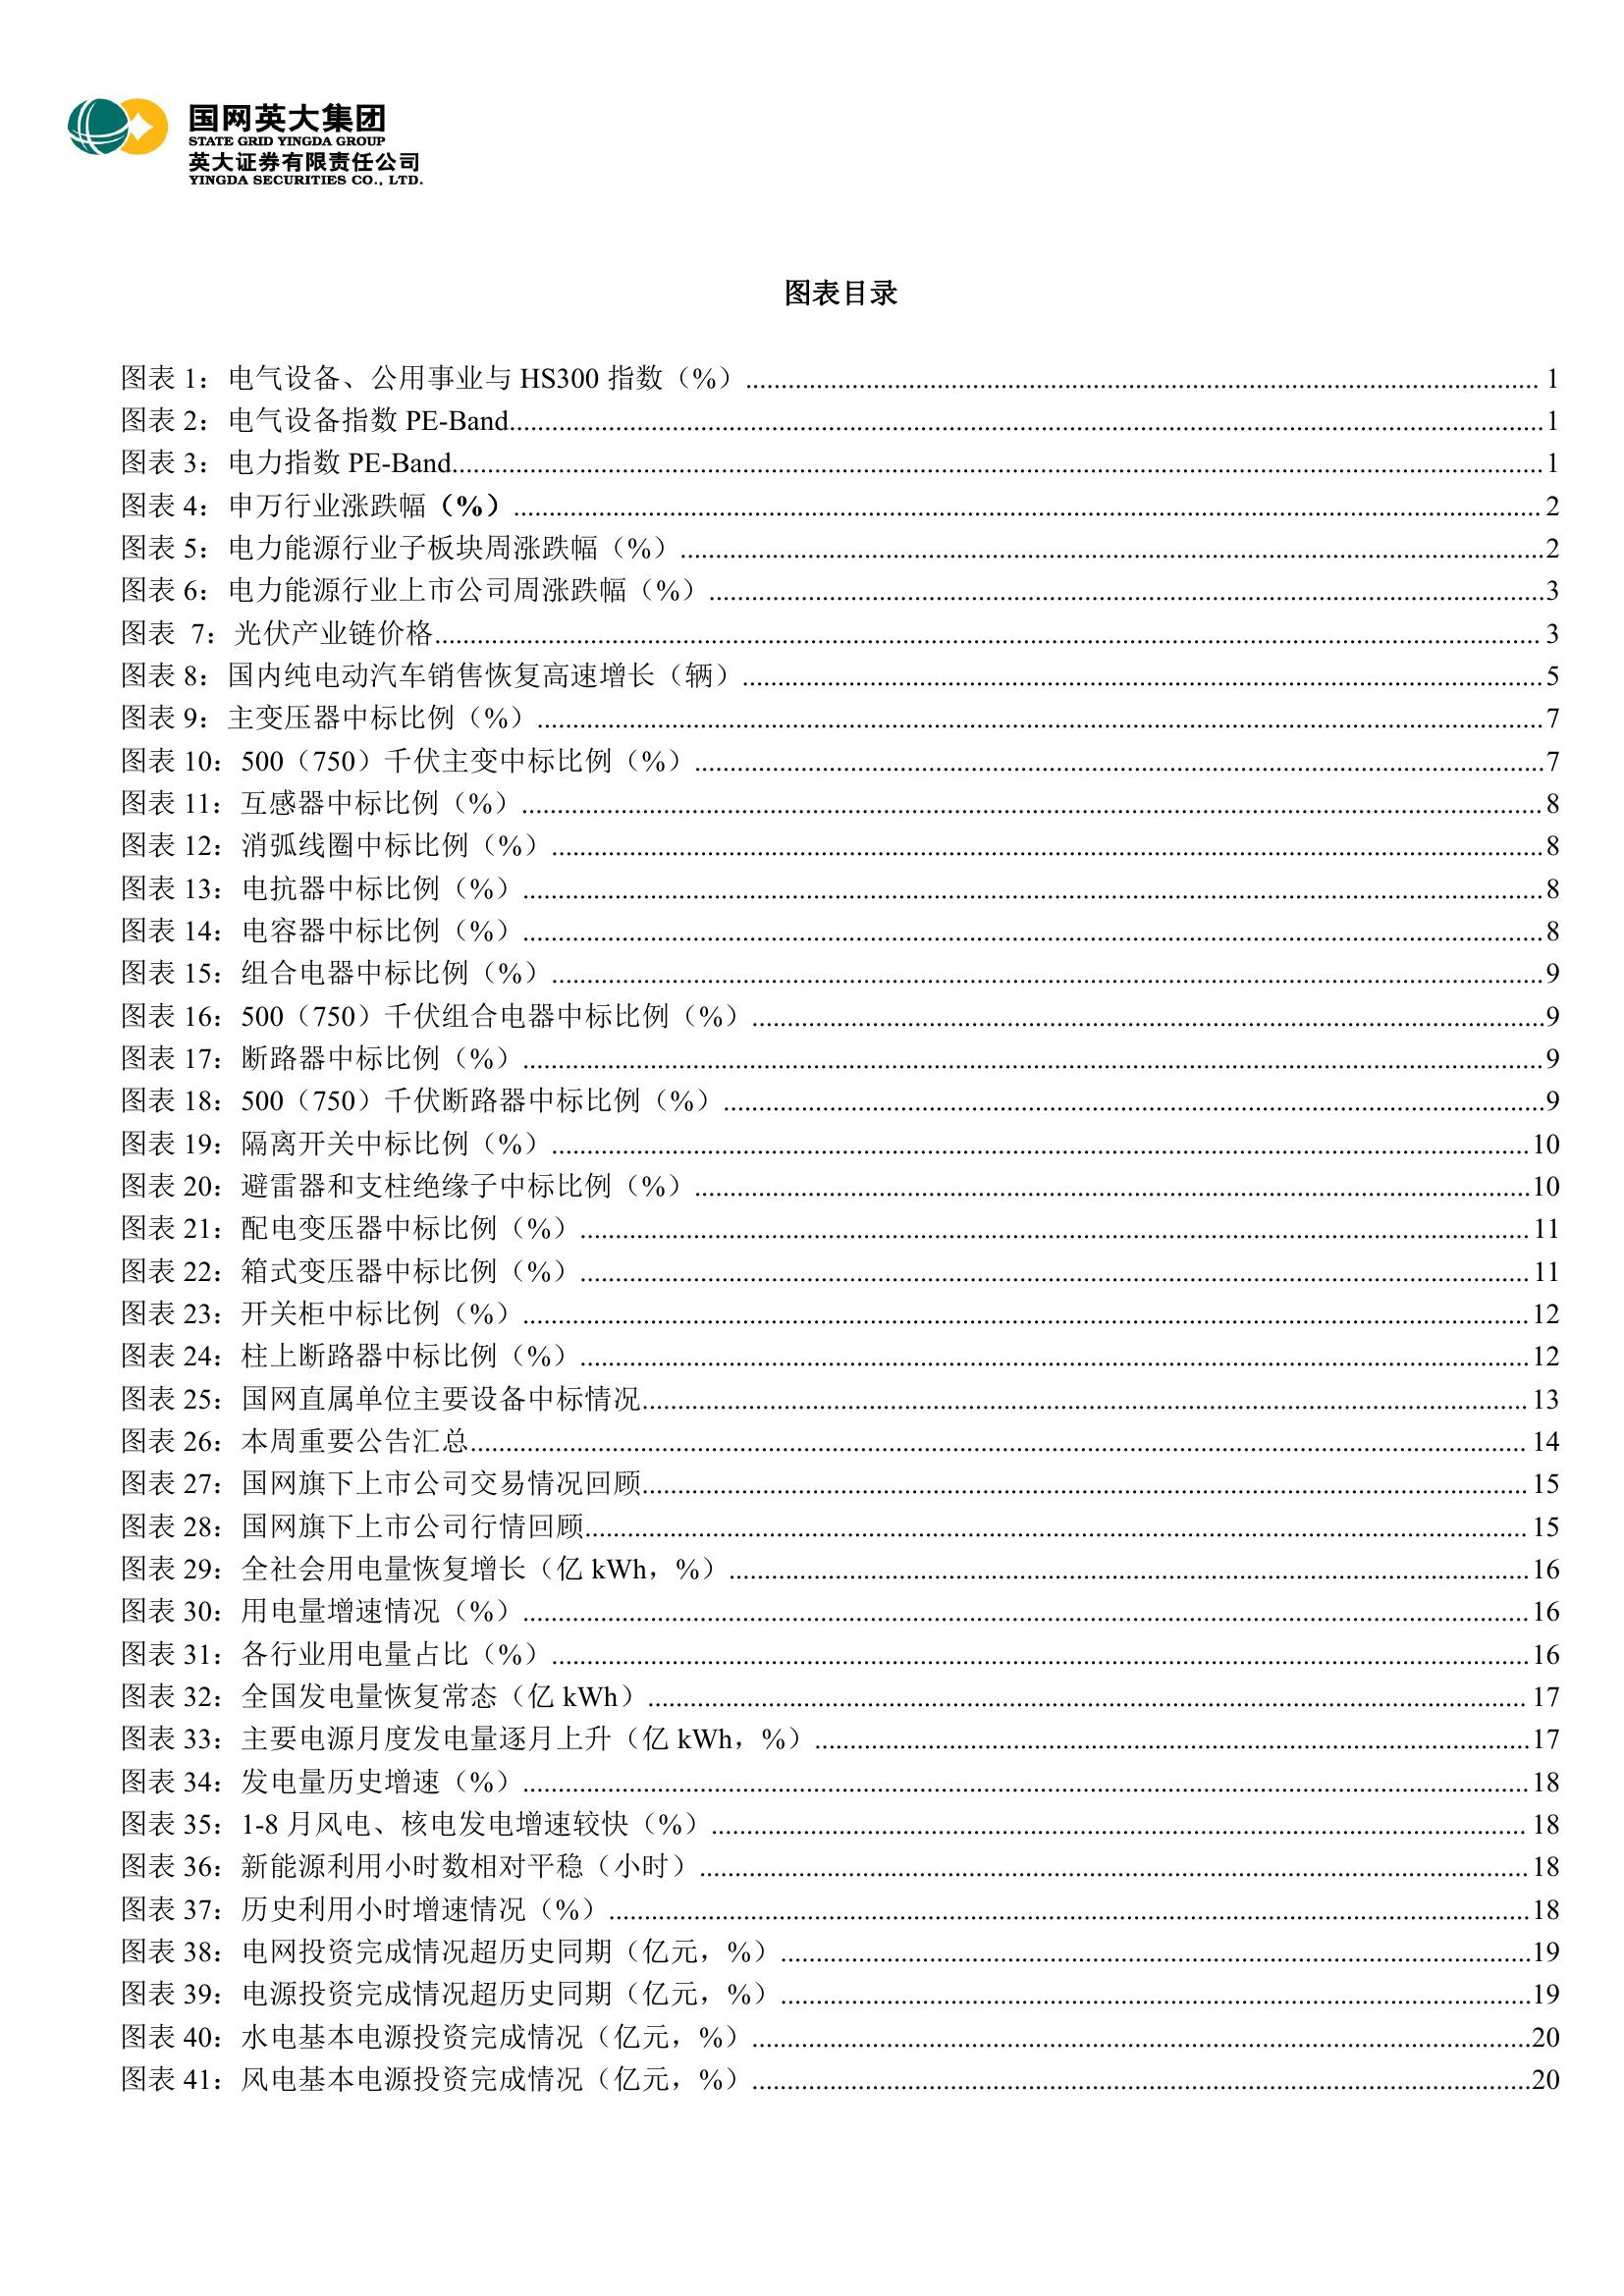 国网英大集团
STATE GRID YINGDA GROUP
英大证券有限责任公司
YINGDA SECURITIES CO., LTD.
图表目录
图表 1：电气设备、公用事业与 HS300 指数（%）........ 1
图表 2：电气设备指数 PE-Band........1
图表 3：电力指数 PE-Band........1
图表 4：申万行业涨跌幅（%）........ 2
图表 5：电力能源行业子板块周涨跌幅（%）........2
图表 6：电力能源行业上市公司周涨跌幅（%）........3
图表 7：光伏产业链价格........ 3
图表 8：国内纯电动汽车销售恢复高速增长（辆）........ 5
图表 9：主变压器中标比例（%）........ 7
图表 10：500（750）千伏主变中标比例（%）........7
图表 11：互感器中标比例（%）........ 8
图表 12：消弧线圈中标比例（%）........ 8
图表 13：电抗器中标比例（%）........ 8
图表 14：电容器中标比例（%）........ 8
图表 15：组合电器中标比例（%）........ 9
图表 16：500（750）千伏组合电器中标比例（%）........9
图表 17：断路器中标比例（%）........ 9
图表 18：500（750）千伏断路器中标比例（%）........9
图表 19：隔离开关中标比例（%）........10
图表 20：避雷器和支柱绝缘子中标比例（%）........10
图表 21：配电变压器中标比例（%）........ 11
图表 22：箱式变压器中标比例（%）........ 11
图表 23：开关柜中标比例（%）........12
图表 24：柱上断路器中标比例（%）........12
图表 25：国网直属单位主要设备中标情况........ 13
图表 26：本周重要公告汇总........ 14
图表 27：国网旗下上市公司交易情况回顾........ 15
图表 28：国网旗下上市公司行情回顾........ 15
图表 29：全社会用电量恢复增长（亿 kWh，%）........16
图表 30：用电量增速情况（%）........16
图表 31：各行业用电量占比（%）........16
图表 32：全国发电量恢复常态（亿 kWh）........ 17
图表 33：主要电源月度发电量逐月上升（亿 kWh，%）........17
图表 34：发电量历史增速（%）........18
图表 35：1-8 月风电、核电发电增速较快（%）........ 18
图表 36：新能源利用小时数相对平稳（小时）........18
图表 37：历史利用小时增速情况（%）........18
图表 38：电网投资完成情况超历史同期（亿元，%）........19
图表 39：电源投资完成情况超历史同期（亿元，%）........19
图表 40：水电基本电源投资完成情况（亿元，%）........20
图表 41：风电基本电源投资完成情况（亿元，%）........20